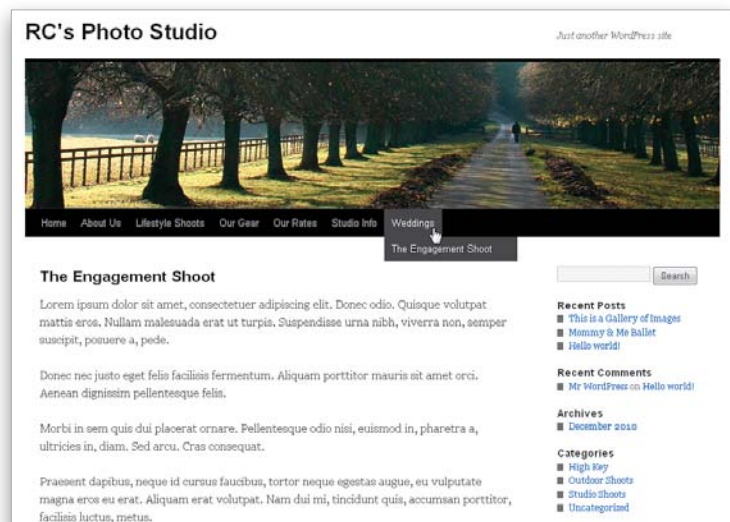 RC's Photo Studio
Just another WordPress site
Home About Us Lifestyle Shoots Our Gear Our Rates Studio Info Weddings
The Engagement Shoot
The Engagement Shoot
Lorem ipsum dolor sit amet, consectetuer adipiscing elit. Donec odio. Quisque volutpat
mattis eros. Nullam malesuada erat ut turpis. Suspendisse urna nibh, viverra non, semper
suscipit, posuere a, pede.
Donec nec justo eget felis facilisis fermentum. Aliquam porttitor mauris sit amet orci.
Aenean dignissim pellentesque felis.
Morbi in sem quis dui placerat ornare. Pellentesque odio nisi, euismod in, pharetra a,
ultricies in, diam. Sed arcu. Cras consequat.
Praesent dapibus, neque id cursus faucibus, tortor neque egestas augue, eu vulputate
magna eros eu erat. Aliquam erat volutpat. Nam dui mi, tincidunt quis, accumsan porttitor,
facilisis luctus, metus.
Search
Recent Posts
This is a Gallery of Images
Mommy & Me Ballet
Hello world!
Recent Comments
Mr WordPress on Hello world!
Archives
December 2010
Categories
High Key
Outdoor Shoots
Studio Shoots
Uncategorized